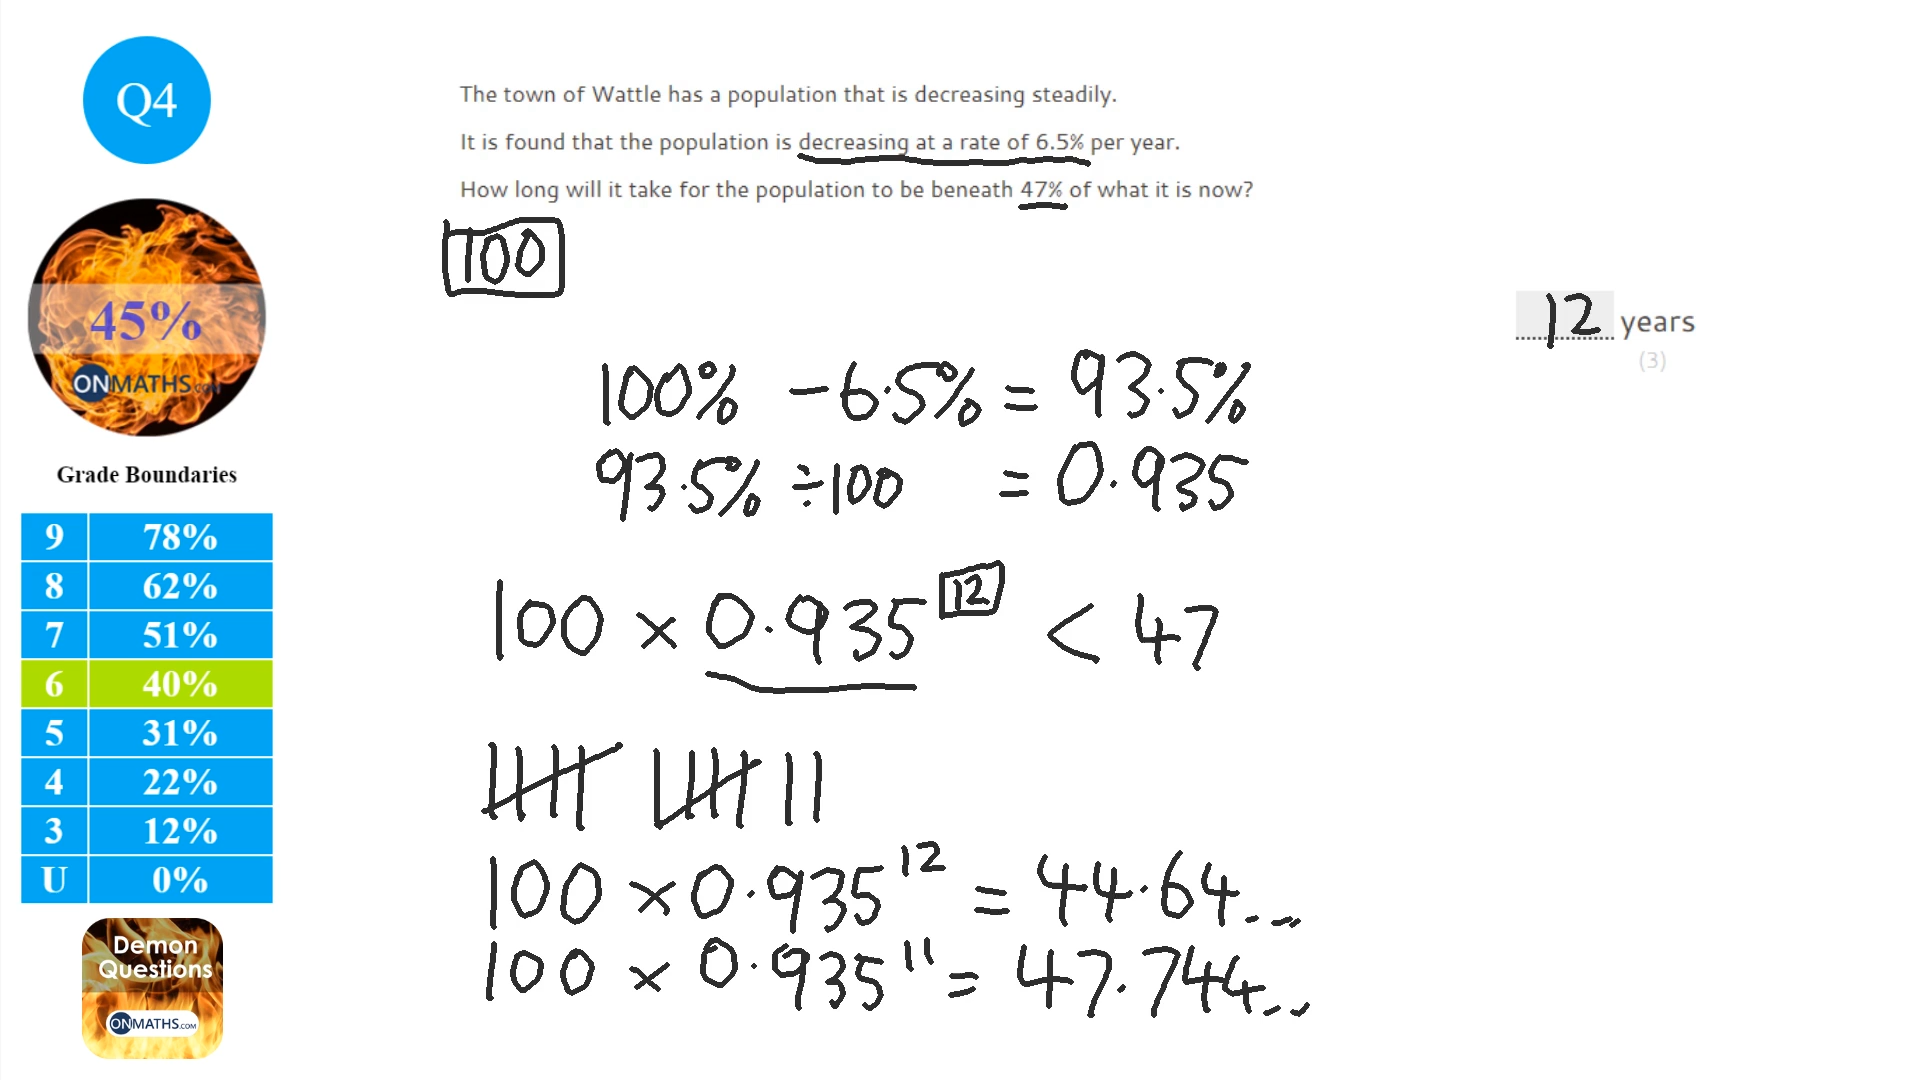 Q4
The town of Wattle has a population that is decreasing steadily.
It is found that the population is decreasing at a rate of 6.5% per year.
How long will it take for the population to be beneath 47% of what it is now?
100
12 years
(3)
100% - 6.5% = 93.5%
93.5% ÷ 100 = 0.935
100 × 0.935^12 < 47
100 × 0.935^12 = 44.64...
100 × 0.935^11 = 47.744...
45%
ONMATHS.COM
Grade Boundaries
9 78%
8 62%
7 51%
6 40%
5 31%
4 22%
3 12%
U 0%
Demon
Questions
ONMATHS.COM